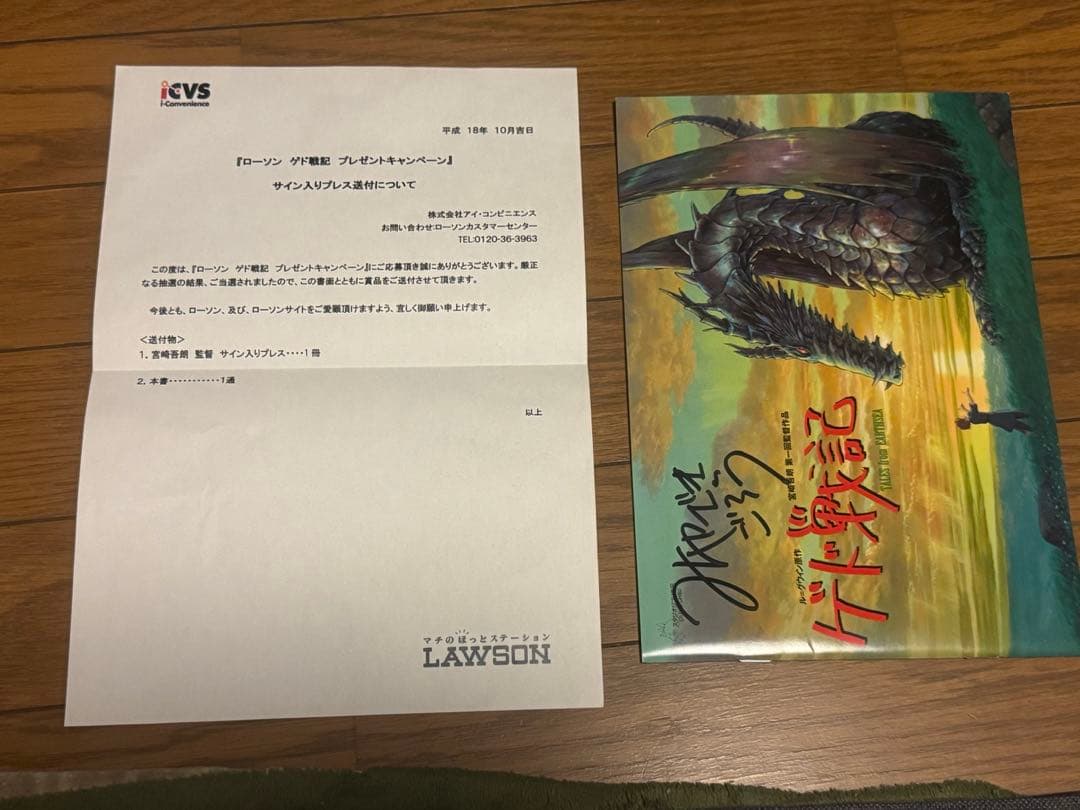 iCVS
i-Convenience
平成 18年 10月吉日
『ローソン ゲド戦記 プレゼントキャンペーン』
サイン入りプレス送付について
株式会社アイ・コンビニエンス
お問い合わせ:ローソンカスタマーセンター
TEL:0120-36-3963
この度は、『ローソン ゲド戦記 プレゼントキャンペーン』にご応募頂き誠にありがとうございます。厳正
なる抽選の結果、ご当選されましたので、この書面とともに賞品をご送付させて頂きます。
今後とも、ローソン、及び、ローソンサイトをご愛顧頂けますよう、宜しく御願い申上げます。
＜送付物＞
1. 宮崎吾朗 監督 サイン入りプレス････1冊
2. 本書･･･････････1通
以上
マチのほっとステーション
LAWSON
みやざき
ごろう
宮崎吾朗 第一回監督作品
ル=グウィン原作
ゲド戦記
TALES from EARTHSEA